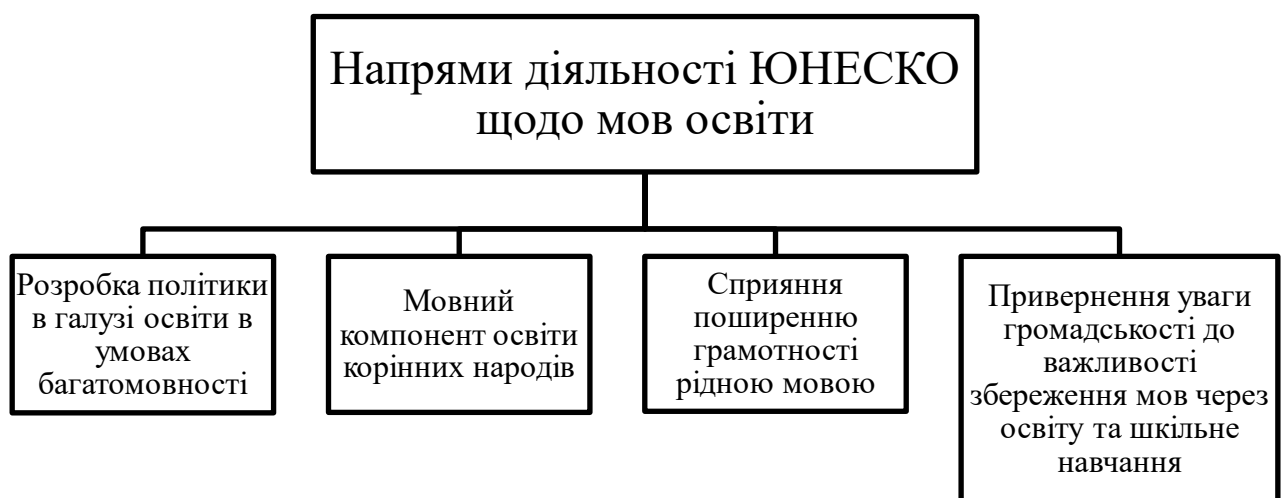 Напрями діяльності ЮНЕСКО
щодо мов освіти
Розробка політики
в галузі освіти в
умовах
багатомовності
Мовний
компонент освіти
корінних народів
Сприяння
поширенню
грамотності
рідною мовою
Привернення уваги
громадськості до
важливості
збереження мов через
освіту та шкільне
навчання